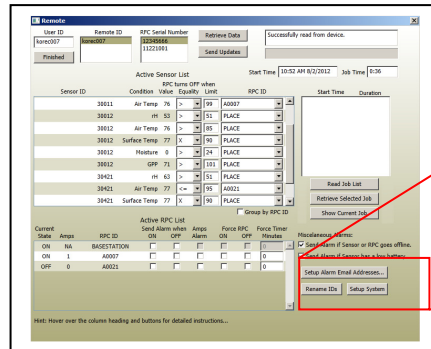 Remote
User ID Remote ID RPC Serial Number
korec007 korec007 12345666
11221001
Retrieve Data
Send Updates
Finished
Successfully read from device.
Start Time 10:52 AM 8/2/2012 Job Time 0:36
Active Sensor List
RPC turns OFF when
Sensor ID Condition Value Equality Limit RPC ID
30011 Air Temp 76 > 99 A0007
30012 rH 53 > 51 PLACE
30012 Air Temp 76 > 85 PLACE
30012 Surface Temp 77 X 90 PLACE
30012 Moisture 0 < 24 PLACE
30012 GPP 71 > 101 PLACE
30421 rH 63 > 51 PLACE
30421 Air Temp 77 <= 95 A0021
30421 Surface Temp 77 X 90 PLACE
Group by RPC ID
Start Time Duration
Read Job List
Retrieve Selected Job
Show Current Job
Active RPC List
Current State Amps RPC ID Send Alarm when ON OFF Amps Alarm Force RPC ON OFF Force Timer Minutes
ON NA BASESTATION 0
ON 1 A0007 0
OFF 0 A0021 0
Miscelaneous Alarms:
Send Alarm if Sensor or RPC goes offline.
Send Alarm if Sensor has a low battery.
Setup Alarm Email Addresses...
Rename IDs Setup System
Hint: Hover over the column heading and buttons for detailed instructions...